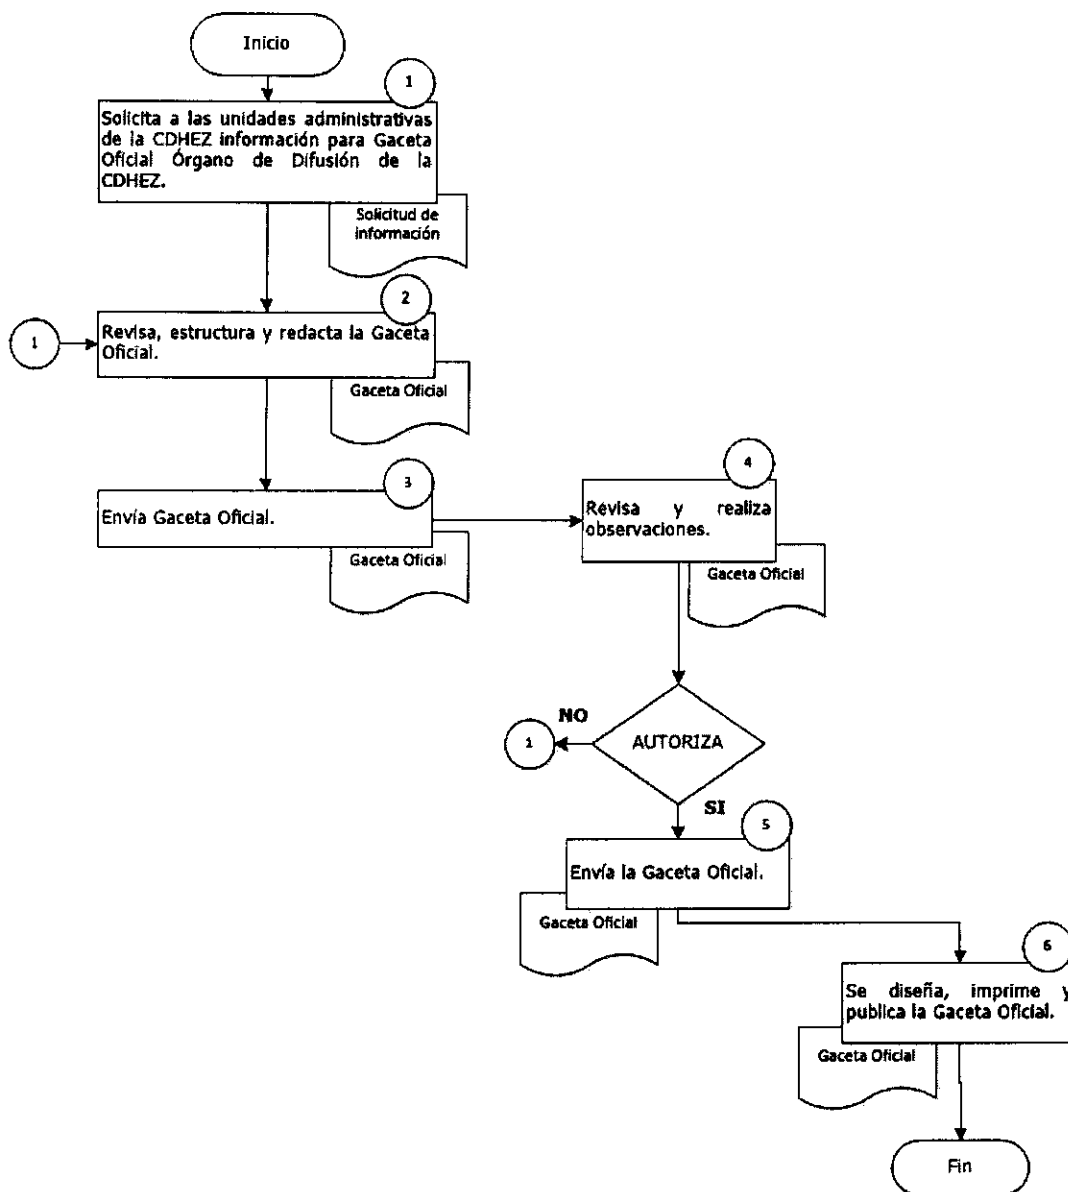 Inicio
1
Solicita a las unidades administrativas
de la CDHEZ información para Gaceta
Oficial Órgano de Difusión de la
CDHEZ.
Solicitud de
información
2
1
Revisa, estructura y redacta la Gaceta
Oficial.
Gaceta Oficial
3
Envía Gaceta Oficial.
Gaceta Oficial
4
Revisa y realiza
observaciones.
Gaceta Oficial
NO
1
AUTORIZA
SI
5
Envía la Gaceta Oficial.
Gaceta Oficial
6
Se diseña, imprime y
publica la Gaceta Oficial.
Gaceta Oficial
Fin